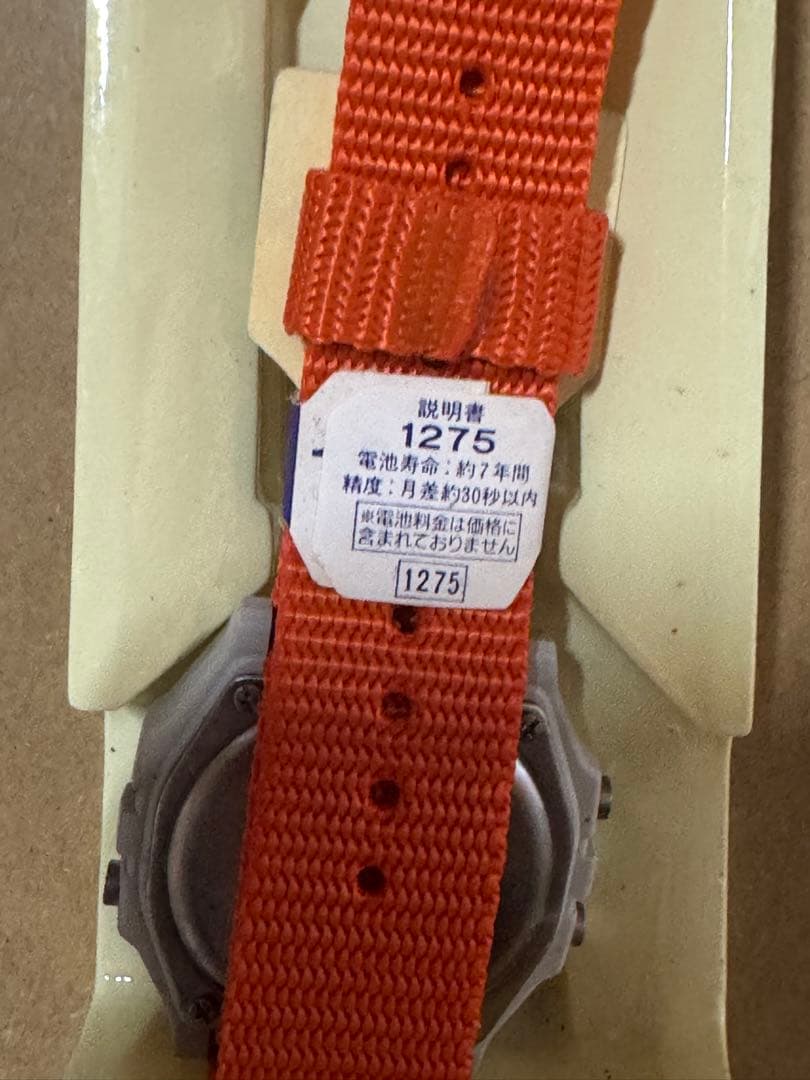 説明書
1275
電池寿命:約7年間
精度:月差約30秒以内
※電池料金は価格に
含まれておりません
1275